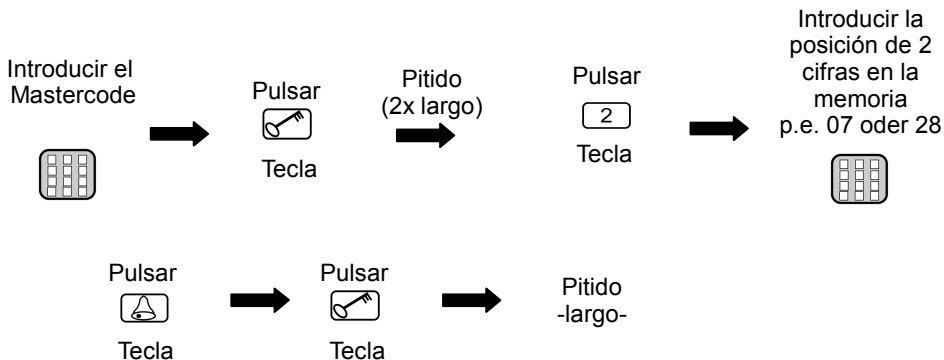 Introducir el
Mastercode
Pulsar
Tecla
Pitido
(2x largo)
Pulsar
2
Tecla
Introducir la
posición de 2
cifras en la
memoria
p.e. 07 oder 28
Pulsar
Tecla
Pulsar
Tecla
Pitido
-largo-